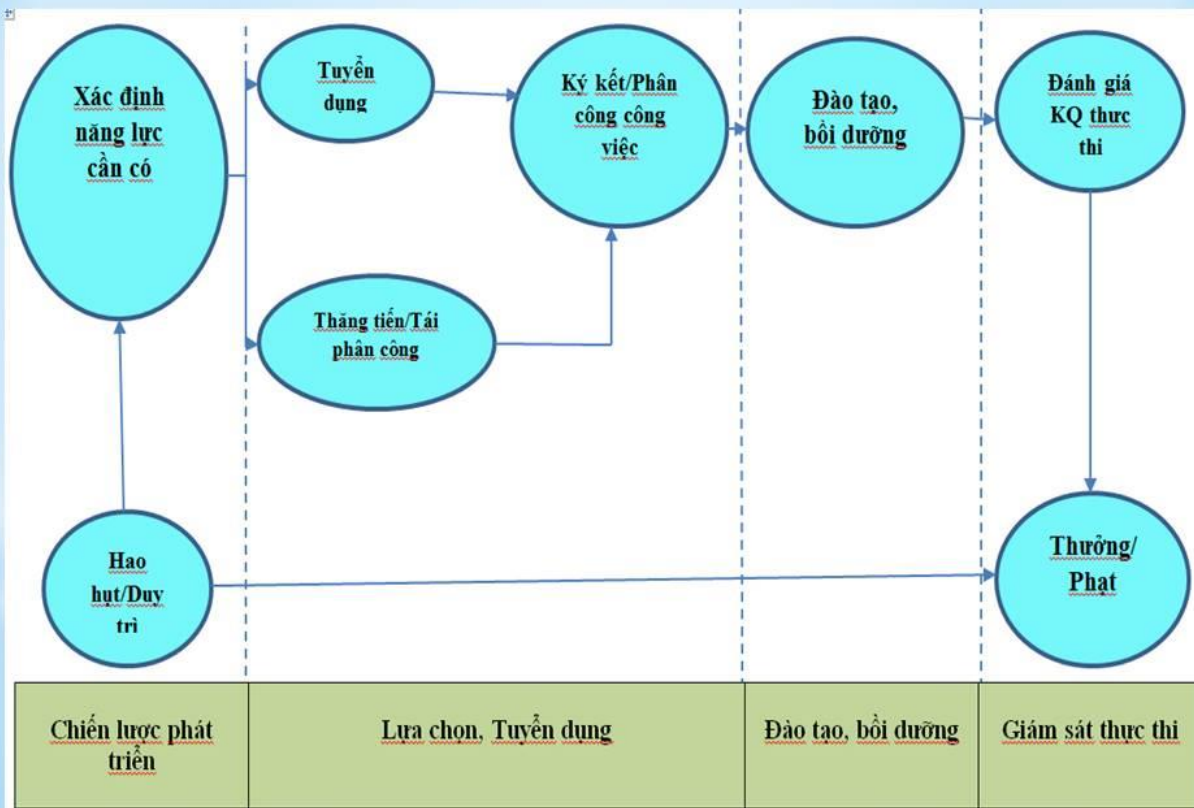 Xác định
năng lực
cần có
Tuyển
dụng
Ký kết/Phân
công công
việc
Đào tạo,
bồi dưỡng
Đánh giá
KQ thưc
thi
Thăng tiến/Tái
phân công
Hao
hụt/Duy
trì
Thưởng/
Phạt
Chiến lược phát
triển
Lựa chọn, Tuyển dụng
Đào tạo, bồi dưỡng
Giám sát thực thi